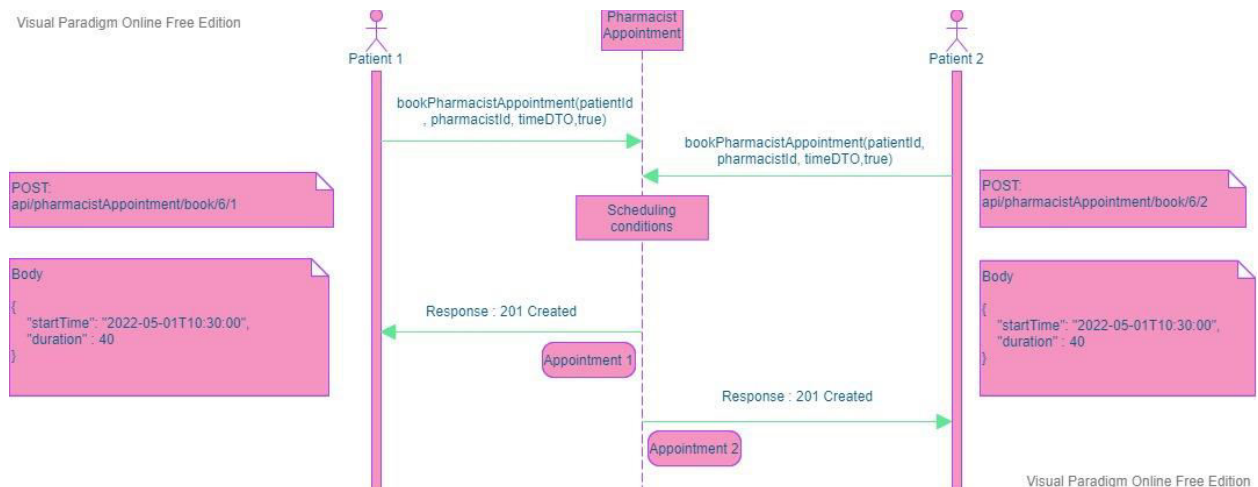 Visual Paradigm Online Free Edition
Pharmacist
Appointment
Patient 1
Patient 2
bookPharmacistAppointment(patientId
, pharmacistId, timeDTO,true)
bookPharmacistAppointment(patientId,
pharmacistId, timeDTO,true)
POST:
api/pharmacistAppointment/book/6/1
POST:
api/pharmacistAppointment/book/6/2
Scheduling
conditions
Body
{
"startTime": "2022-05-01T10:30:00",
"duration" : 40
}
Body
{
"startTime": "2022-05-01T10:30:00",
"duration" : 40
}
Response : 201 Created
Appointment 1
Response : 201 Created
Appointment 2
Visual Paradigm Online Free Edition